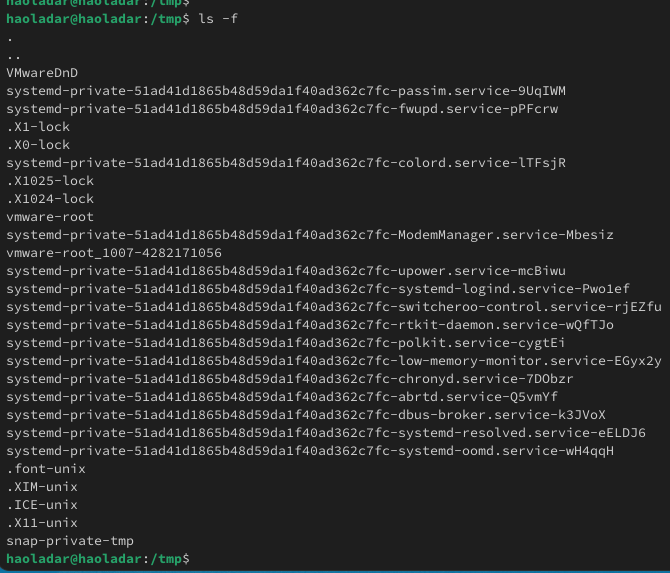 haoladar@haoladar:/tmp$
haoladar@haoladar:/tmp$ ls -f
.
..
VMwareDnD
systemd-private-51ad41d1865b48d59da1f40ad362c7fc-passim.service-9UqIWM
systemd-private-51ad41d1865b48d59da1f40ad362c7fc-fwupd.service-pPFcrw
.X1-lock
.X0-lock
systemd-private-51ad41d1865b48d59da1f40ad362c7fc-colord.service-lTFsjR
.X1025-lock
.X1024-lock
vmware-root
systemd-private-51ad41d1865b48d59da1f40ad362c7fc-ModemManager.service-Mbesiz
vmware-root_1007-4282171056
systemd-private-51ad41d1865b48d59da1f40ad362c7fc-upower.service-mcBiwu
systemd-private-51ad41d1865b48d59da1f40ad362c7fc-systemd-logind.service-Pwo1ef
systemd-private-51ad41d1865b48d59da1f40ad362c7fc-switcheroo-control.service-rjEZfu
systemd-private-51ad41d1865b48d59da1f40ad362c7fc-rtkit-daemon.service-wQfTJo
systemd-private-51ad41d1865b48d59da1f40ad362c7fc-polkit.service-cygtEi
systemd-private-51ad41d1865b48d59da1f40ad362c7fc-low-memory-monitor.service-EGyx2y
systemd-private-51ad41d1865b48d59da1f40ad362c7fc-chronyd.service-7DObzr
systemd-private-51ad41d1865b48d59da1f40ad362c7fc-abrtd.service-Q5vmYf
systemd-private-51ad41d1865b48d59da1f40ad362c7fc-dbus-broker.service-k3JVoX
systemd-private-51ad41d1865b48d59da1f40ad362c7fc-systemd-resolved.service-eELDJ6
systemd-private-51ad41d1865b48d59da1f40ad362c7fc-systemd-oomd.service-wH4qqH
.font-unix
.XIM-unix
.ICE-unix
.X11-unix
snap-private-tmp
haoladar@haoladar:/tmp$